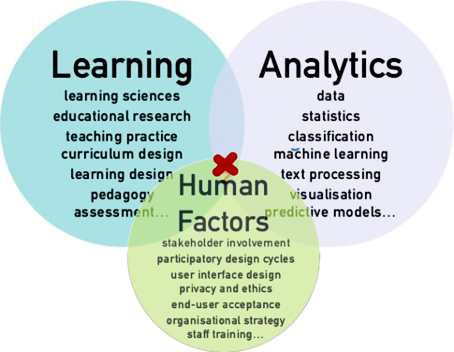 Learning
learning sciences
educational research
teaching practice
curriculum design
learning design
pedagogy
assessment...
Analytics
data
statistics
classification
machine learning
text processing
visualisation
predictive models...
Human
Factors
stakeholder involvement
participatory design cycles
user interface design
privacy and ethics
end-user acceptance
organisational strategy
staff training...